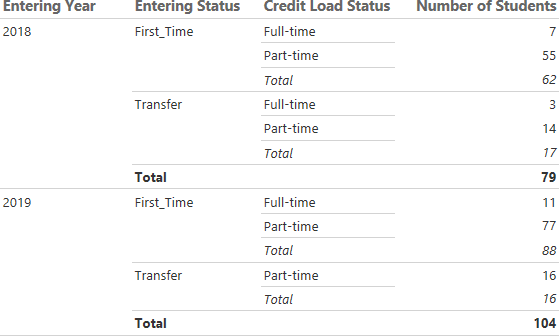 Entering Year Entering Status Credit Load Status Number of Students
2018 First_Time Full-time 7
Part-time 55
Total 62
Transfer Full-time 3
Part-time 14
Total 17
Total 79
2019 First_Time Full-time 11
Part-time 77
Total 88
Transfer Part-time 16
Total 16
Total 104